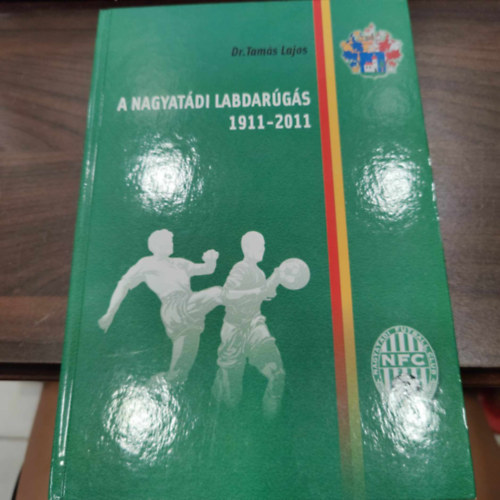 Dr. Tamás Lajos
A NAGYATÁDI LABDARÚGÁS
1911-2011
NFC